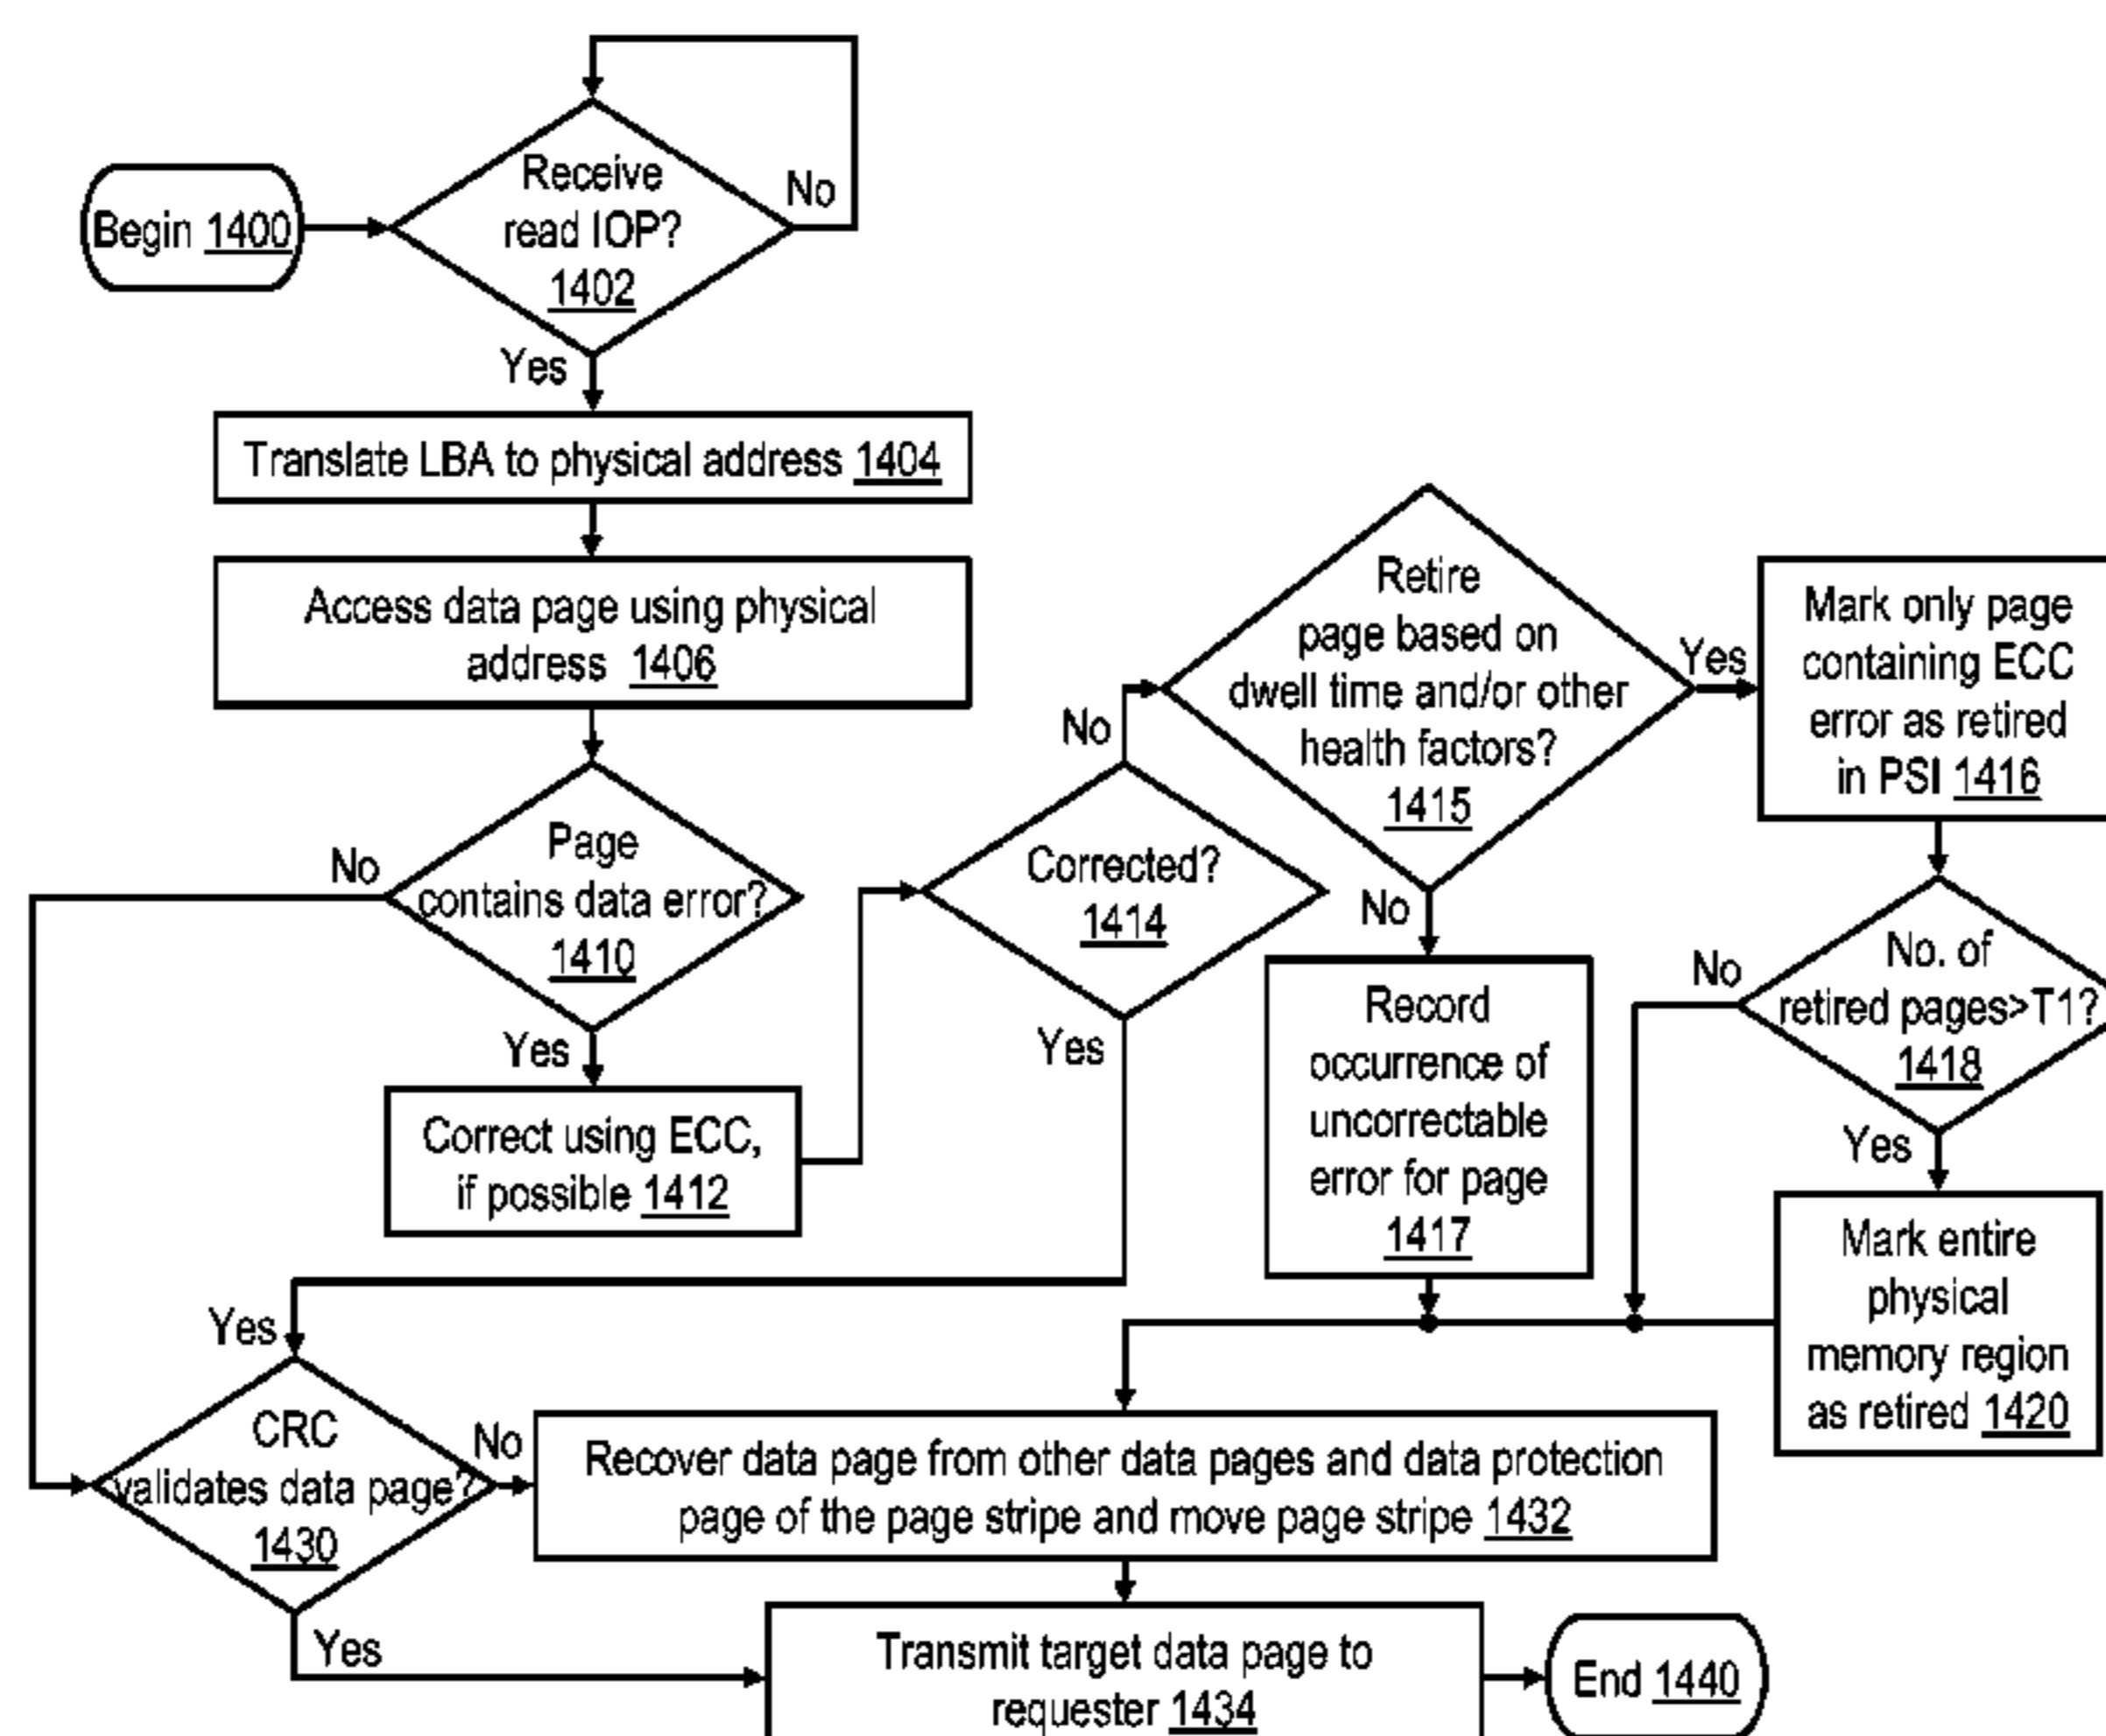 Begin 1400
Receive
read IOP?
1402
No
Yes
Translate LBA to physical address 1404
Access data page using physical
address 1406
Page
contains data error?
1410
No
Yes
Correct using ECC,
if possible 1412
Corrected?
1414
No
Yes
Retire
page based on
dwell time and/or other
health factors?
1415
Yes
No
Mark only page
containing ECC
error as retired
in PSI 1416
Record
occurrence of
uncorrectable
error for page
1417
No. of
retired pages>T1?
1418
No
Yes
Mark entire
physical
memory region
as retired 1420
Yes
CRC
validates data page?
1430
No
Yes
Recover data page from other data pages and data protection
page of the page stripe and move page stripe 1432
Transmit target data page to
requester 1434
End 1440